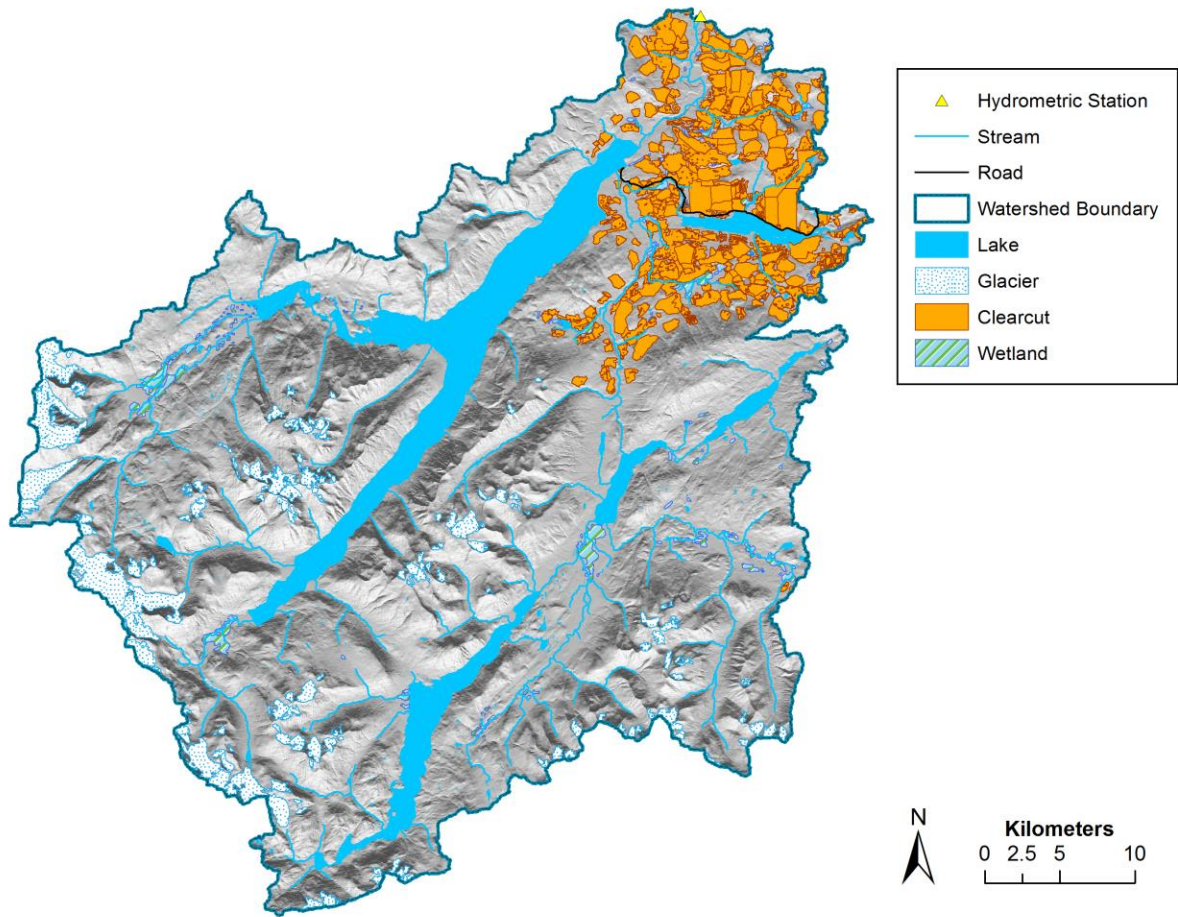 Hydrometric Station
Stream
Road
Watershed Boundary
Lake
Glacier
Clearcut
Wetland
N
Kilometers
0 2.5 5 10